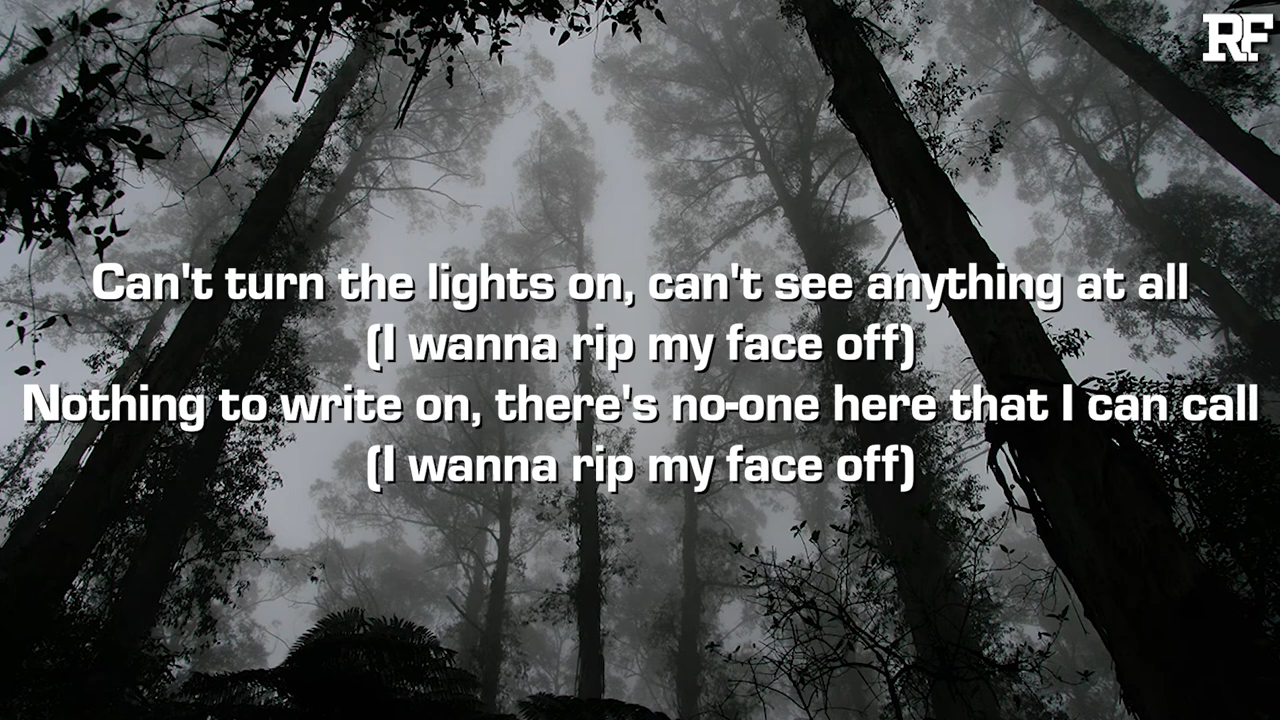 RF
Can't turn the lights on, can't see anything at all
(I wanna rip my face off)
Nothing to write on, there's no-one here that I can call
(I wanna rip my face off)